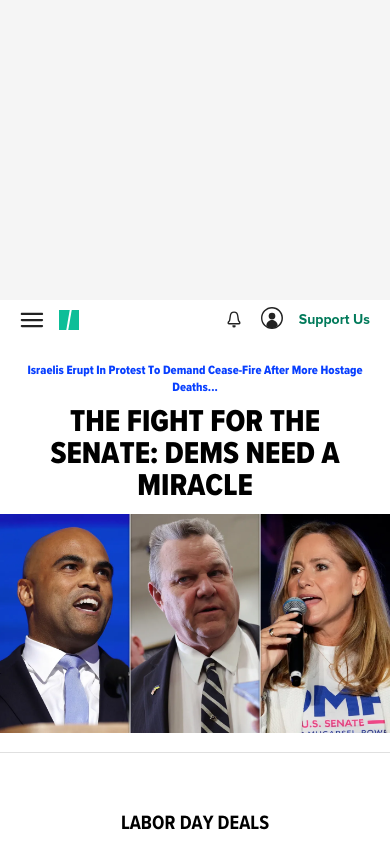 Support Us
Israelis Erupt In Protest To Demand Cease-Fire After More Hostage
Deaths...
THE FIGHT FOR THE
SENATE: DEMS NEED A
MIRACLE
U.S. SENATE
LABOR DAY DEALS